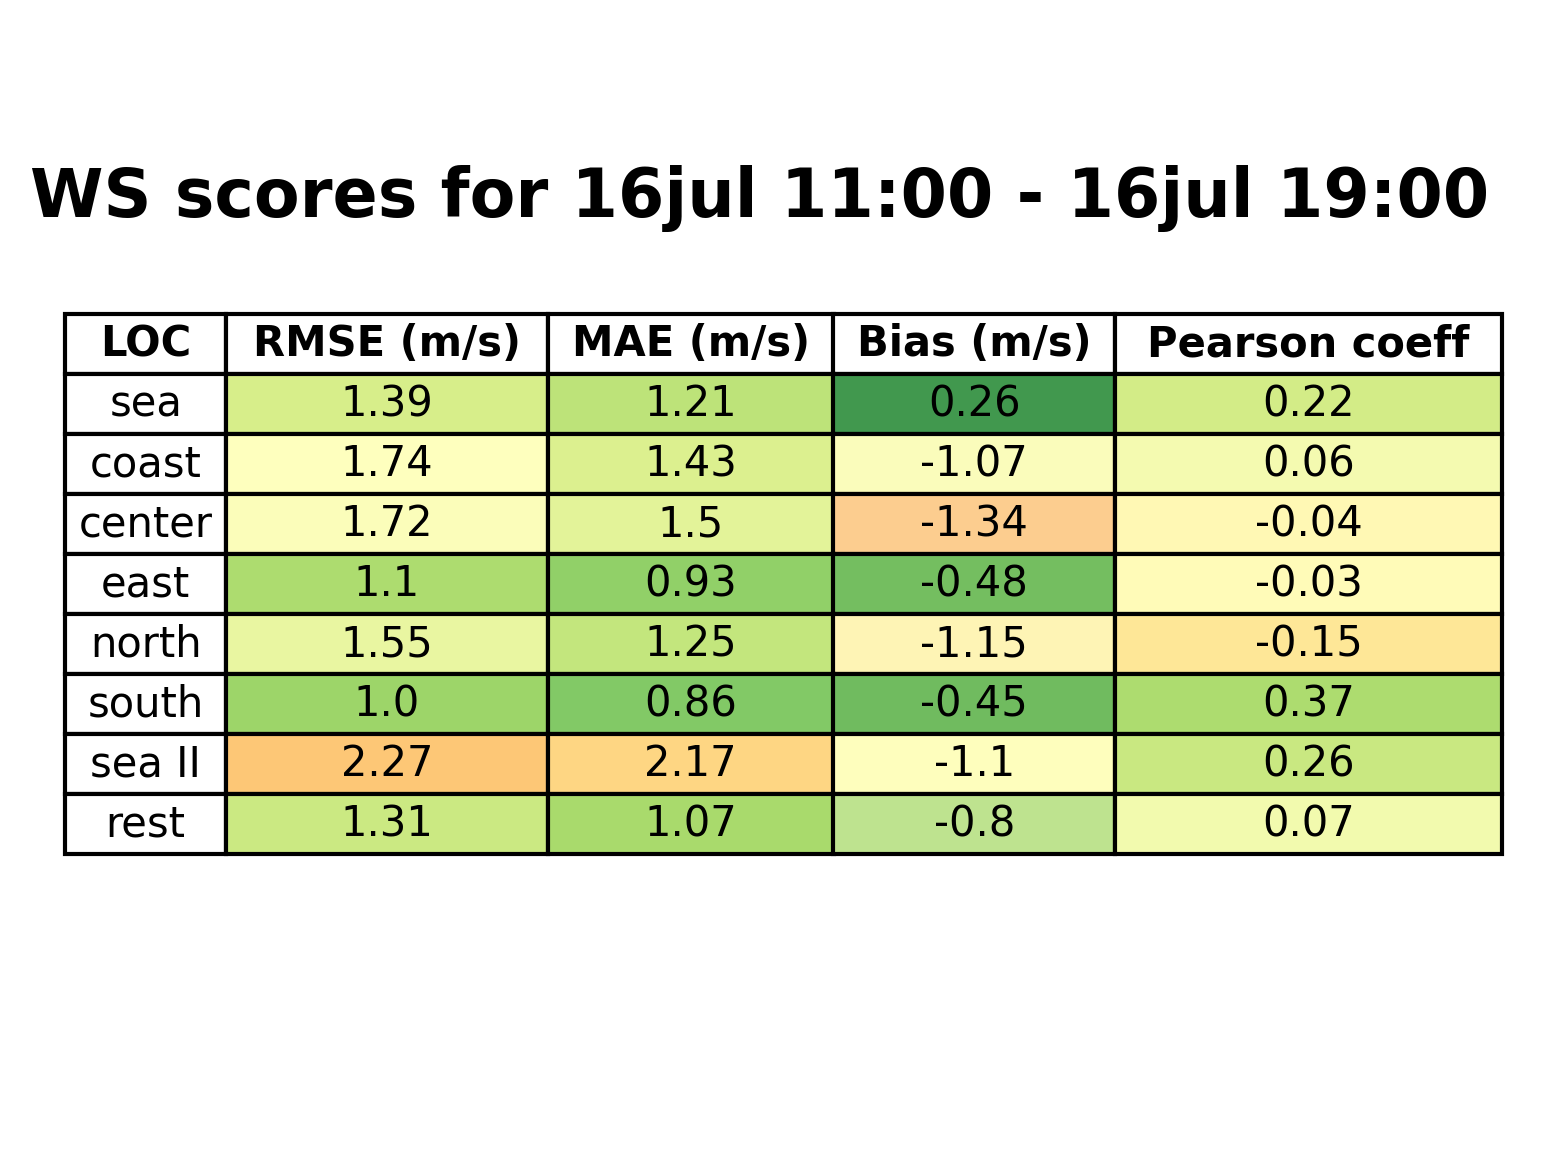 WS scores for 16jul 11:00 - 16jul 19:00
LOC RMSE (m/s) MAE (m/s) Bias (m/s) Pearson coeff
sea 1.39 1.21 0.26 0.22
coast 1.74 1.43 -1.07 0.06
center 1.72 1.5 -1.34 -0.04
east 1.1 0.93 -0.48 -0.03
north 1.55 1.25 -1.15 -0.15
south 1.0 0.86 -0.45 0.37
sea II 2.27 2.17 -1.1 0.26
rest 1.31 1.07 -0.8 0.07